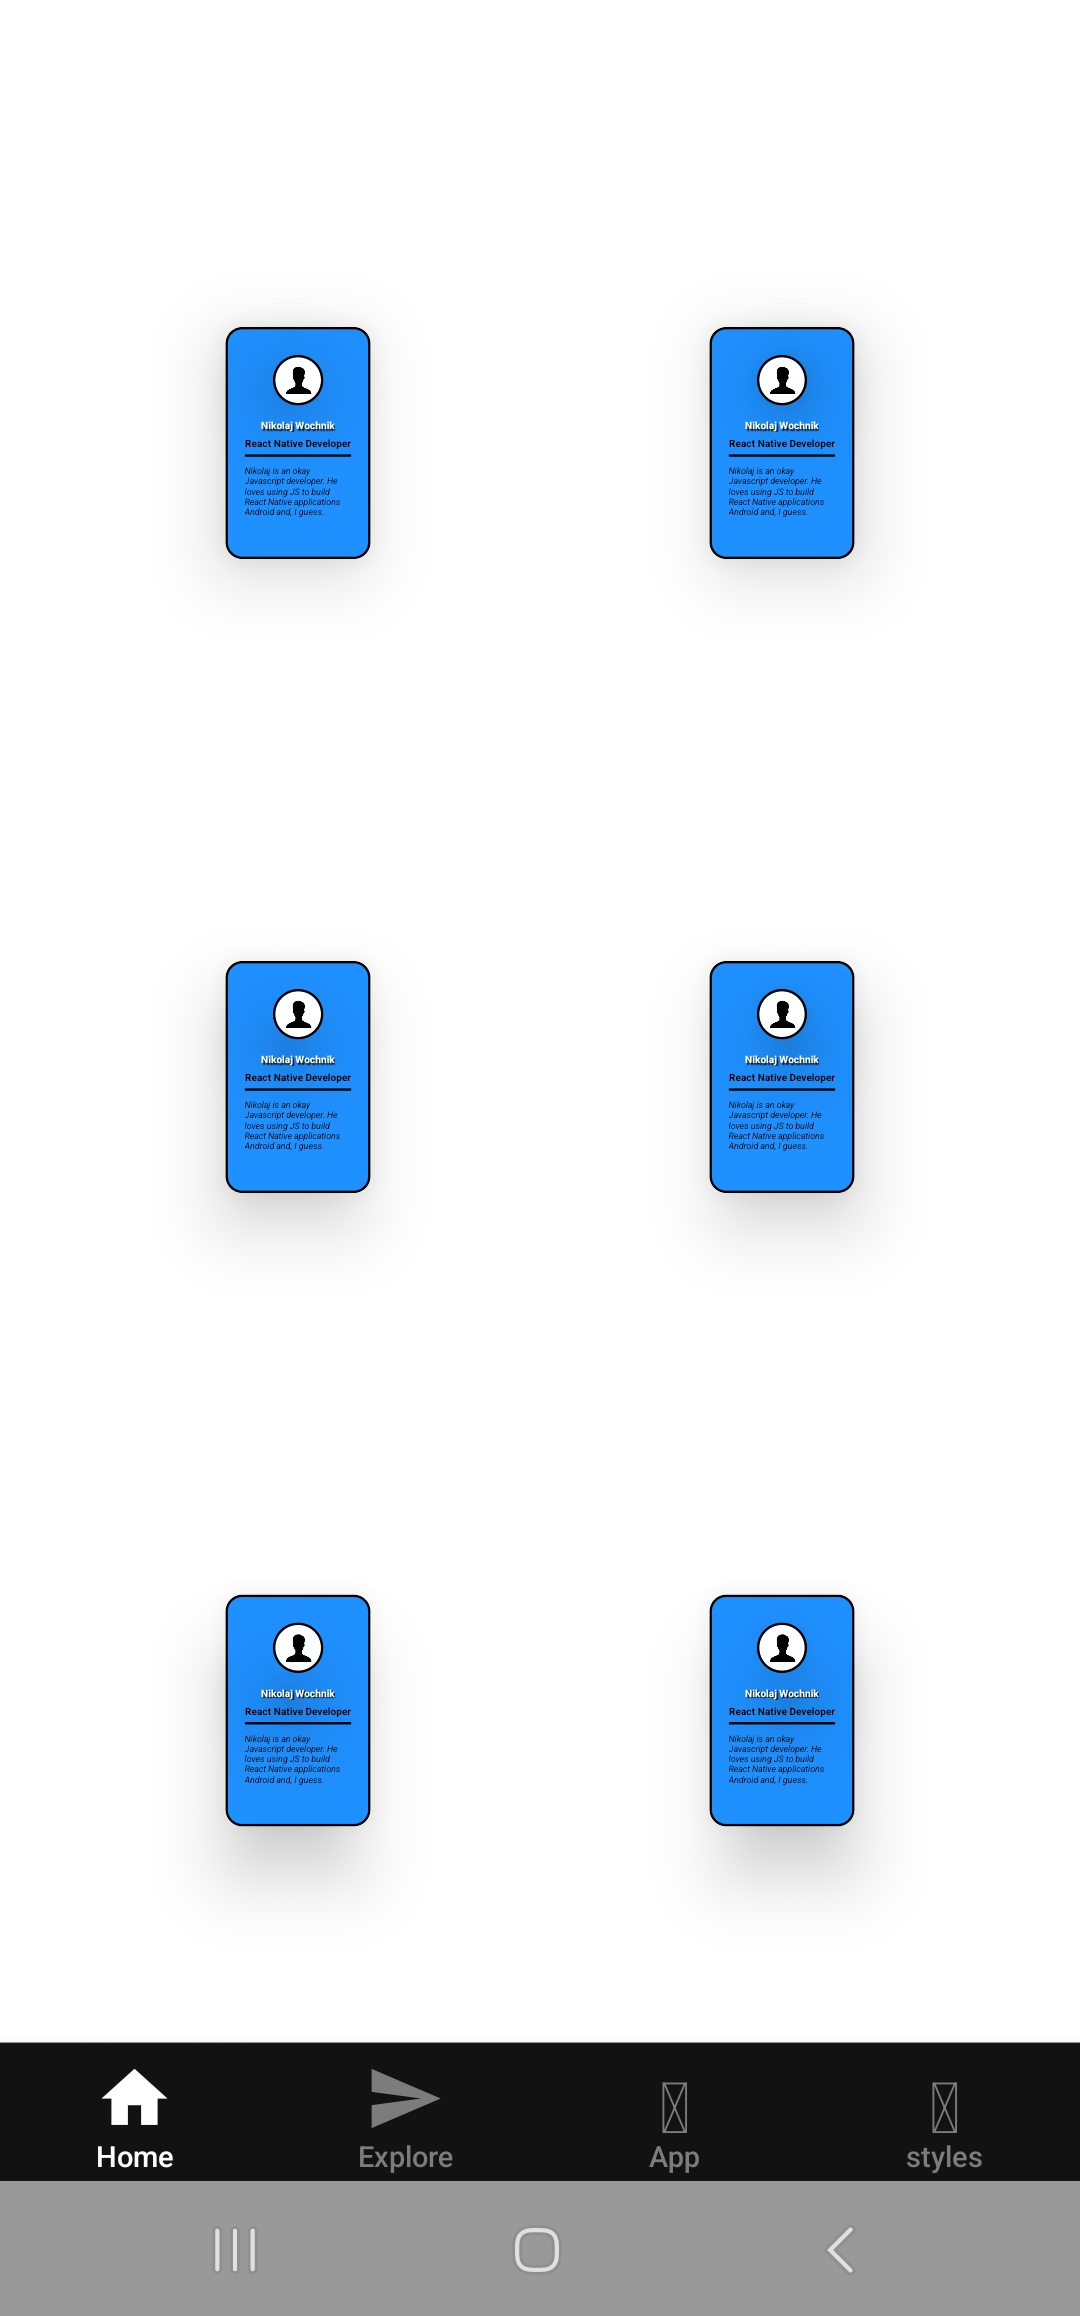 Nikolaj Wochnik
React Native Developer
Nikolaj is an okay
Javascript developer. He
loves using JS to build
React Native applications
Android and, I guess.
Nikolaj Wochnik
React Native Developer
Nikolaj is an okay
Javascript developer. He
loves using JS to build
React Native applications
Android and, I guess.
Nikolaj Wochnik
React Native Developer
Nikolaj is an okay
Javascript developer. He
loves using JS to build
React Native applications
Android and, I guess.
Nikolaj Wochnik
React Native Developer
Nikolaj is an okay
Javascript developer. He
loves using JS to build
React Native applications
Android and, I guess.
Nikolaj Wochnik
React Native Developer
Nikolaj is an okay
Javascript developer. He
loves using JS to build
React Native applications
Android and, I guess.
Nikolaj Wochnik
React Native Developer
Nikolaj is an okay
Javascript developer. He
loves using JS to build
React Native applications
Android and, I guess.
Home
Explore
App
styles